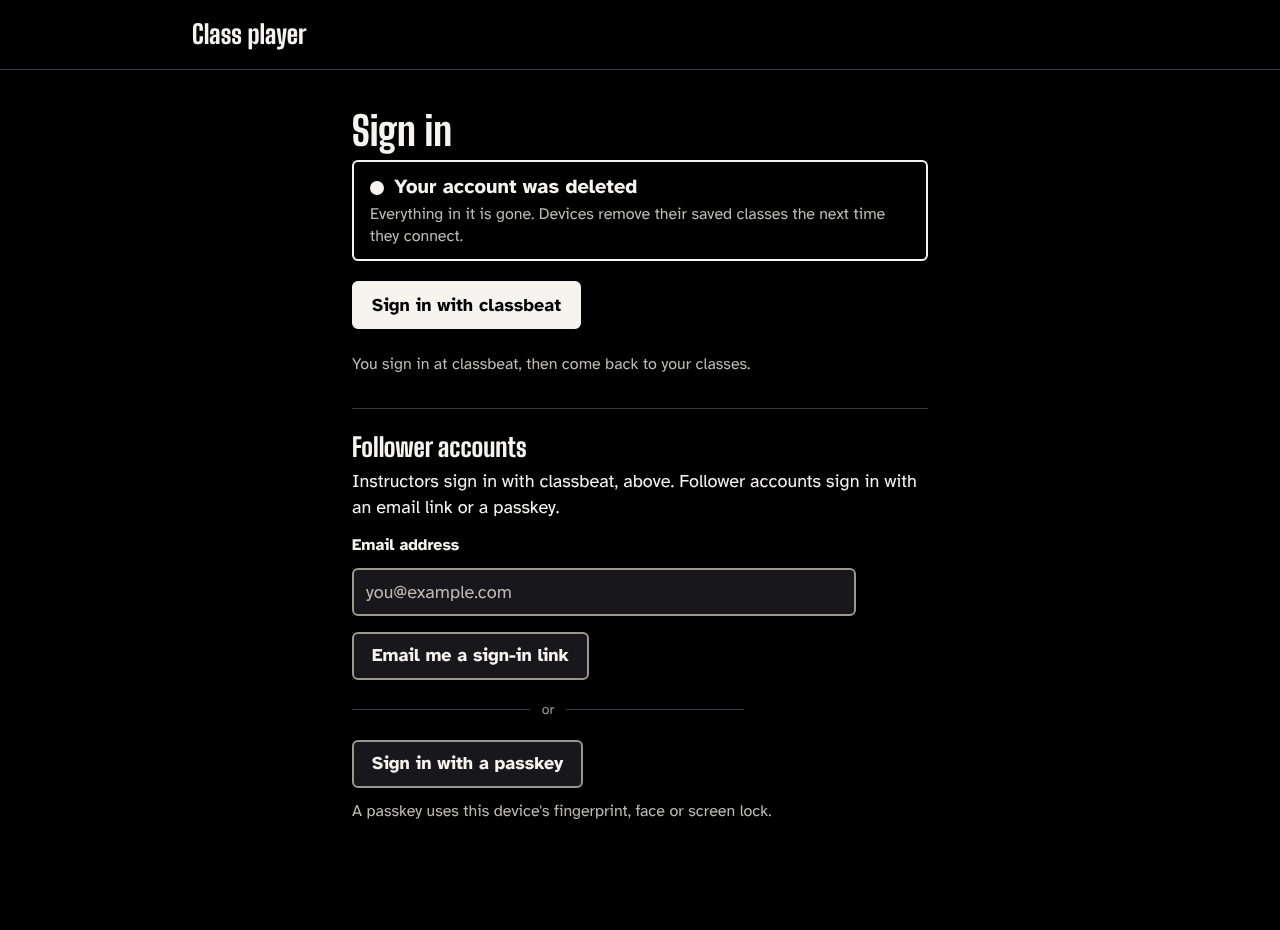 Class player
Sign in
Your account was deleted
Everything in it is gone. Devices remove their saved classes the next time
they connect.
Sign in with classbeat
You sign in at classbeat, then come back to your classes.
Follower accounts
Instructors sign in with classbeat, above. Follower accounts sign in with
an email link or a passkey.
Email address
you@example.com
Email me a sign-in link
or
Sign in with a passkey
A passkey uses this device's fingerprint, face or screen lock.